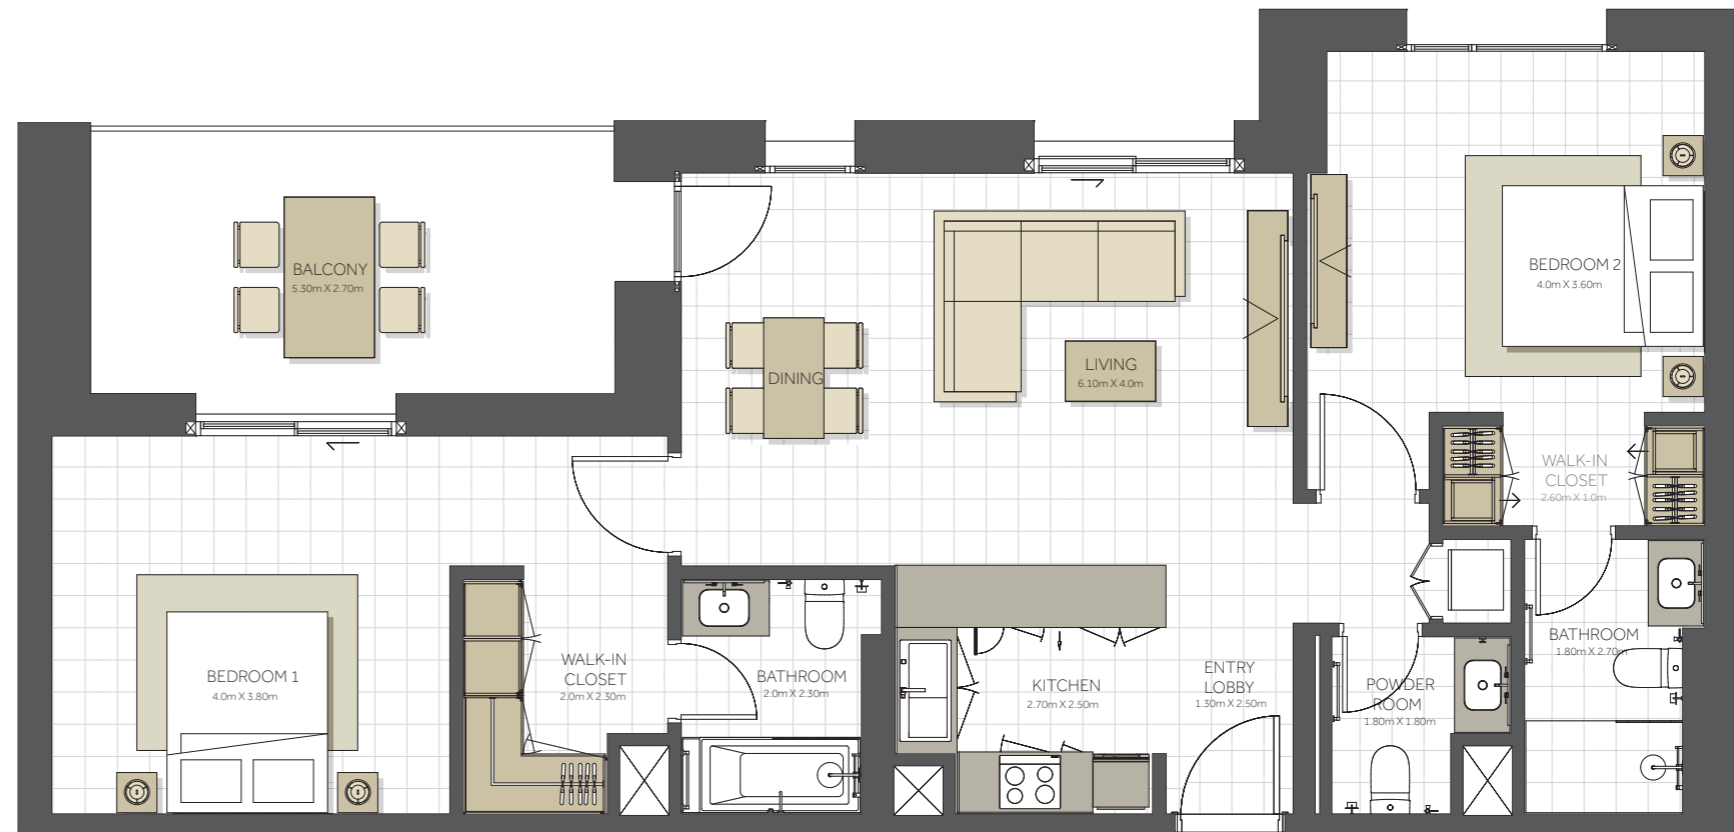 BALCONY
5.30m X 2.70m
DINING
LIVING
6.10m X 4.0m
BEDROOM 2
4.0m X 3.60m
WALK-IN
CLOSET
2.60m X 1.0m
BEDROOM 1
4.0m X 3.80m
WALK-IN
CLOSET
2.0m X 2.30m
BATHROOM
2.0m X 2.30m
KITCHEN
2.70m X 2.50m
ENTRY
LOBBY
1.30m X 2.50m
POWDER
ROOM
1.80m X 1.80m
BATHROOM
1.80m X 2.70m